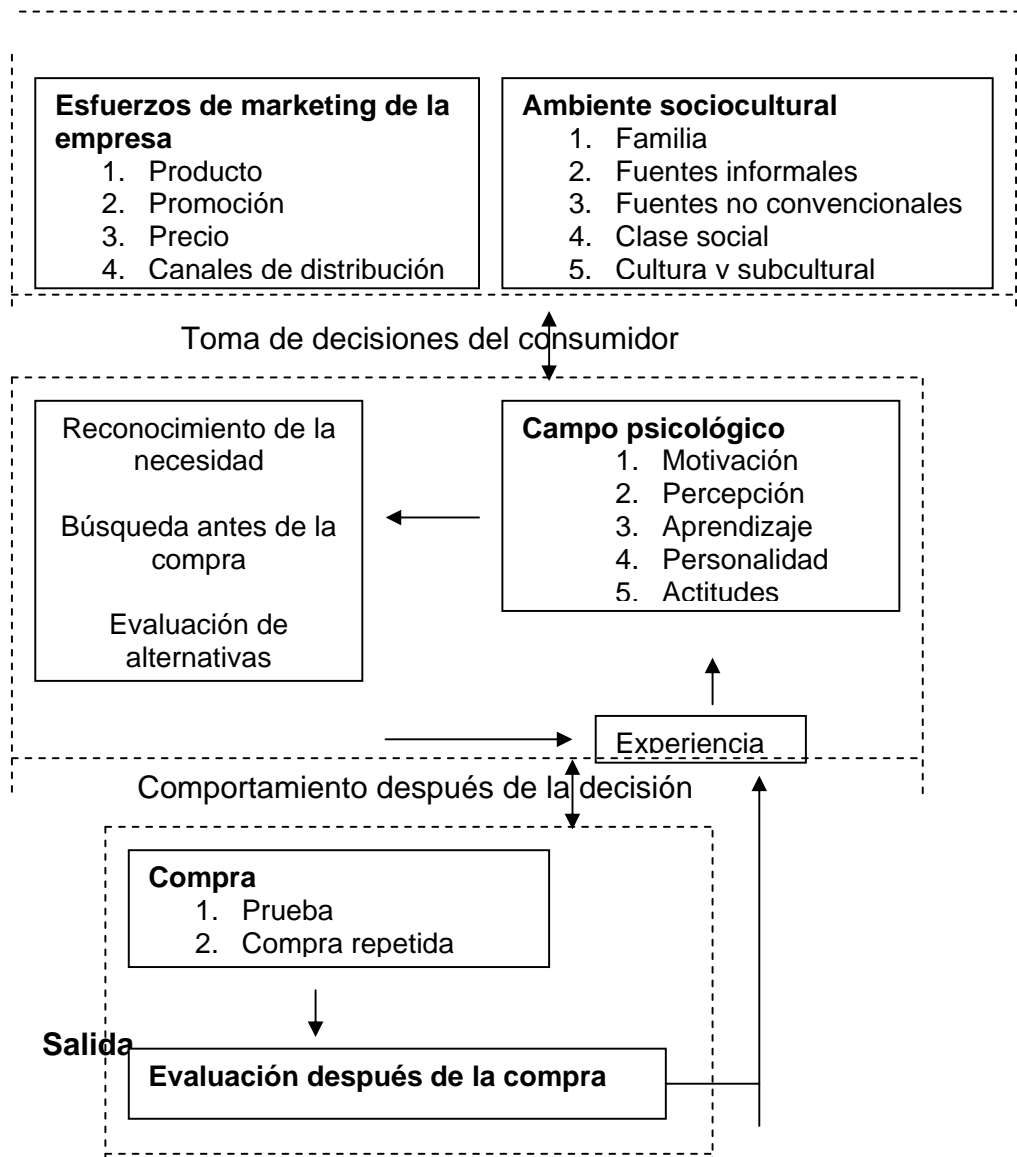 Esfuerzos de marketing de la
empresa
1. Producto
2. Promoción
3. Precio
4. Canales de distribución
Ambiente sociocultural
1. Familia
2. Fuentes informales
3. Fuentes no convencionales
4. Clase social
5. Cultura y subcultural
Toma de decisiones del consumidor
Reconocimiento de la
necesidad
Búsqueda antes de la
compra
Evaluación de
alternativas
Campo psicológico
1. Motivación
2. Percepción
3. Aprendizaje
4. Personalidad
5. Actitudes
Experiencia
Comportamiento después de la decisión
Compra
1. Prueba
2. Compra repetida
Salida
Evaluación después de la compra